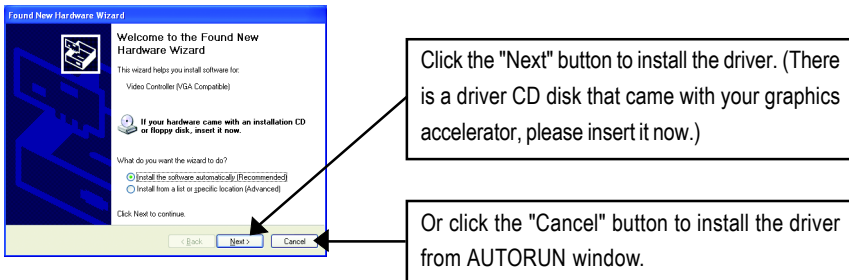 Found New Hardware Wizard
Welcome to the Found New
Hardware Wizard
This wizard helps you install software for:
Video Controller (VGA Compatible)
If your hardware came with an installation CD
or floppy disk, insert it now.
What do you want the wizard to do?
Install the software automatically (Recommended)
Install from a list or specific location (Advanced)
Click Next to continue.
< Back Next > Cancel
Click the "Next" button to install the driver. (There
is a driver CD disk that came with your graphics
accelerator, please insert it now.)
Or click the "Cancel" button to install the driver
from AUTORUN window.